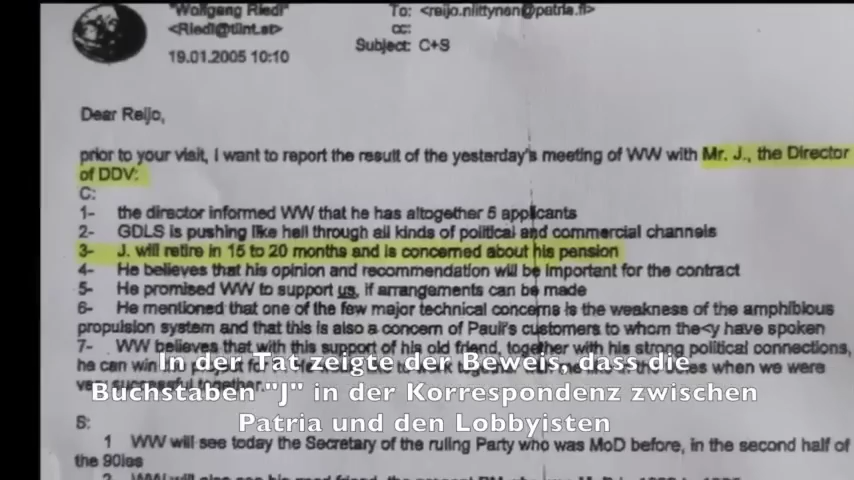 "Wolfgang Riedl"
<Riedl@tiint.at>
19.01.2005 10:10
To: <reijo.niittynen@patria.fi>
cc:
Subject: C+S
Dear Reijo,
prior to your visit, I want to report the result of the yesterday's meeting of WW with Mr. J., the Director
of DDV:
C:
1- the director informed WW that he has altogether 5 applicants
2- GDLS is pushing like hell through all kinds of political and commercial channels
3- J. will retire in 15 to 20 months and is concerned about his pension
4- He believes that his opinion and recommendation will be important for the contract
5- He promised WW to support us, if arrangements can be made
6- He mentioned that one of the few major technical concerns is the weakness of the amphibious
propulsion system and that this is also a concern of Pauli's customers to whom the<y have spoken
7- WW believes that with this support of his old friend, together with his strong political connections,
he can win when we were
together.
In der Tat zeigte der Beweis, dass die
Buchstaben "J" in der Korrespondenz zwischen
Patria und den Lobbyisten
S:
1 WW will see today the Secretary of the ruling Party who was MoD before, in the second half of
the 90ies